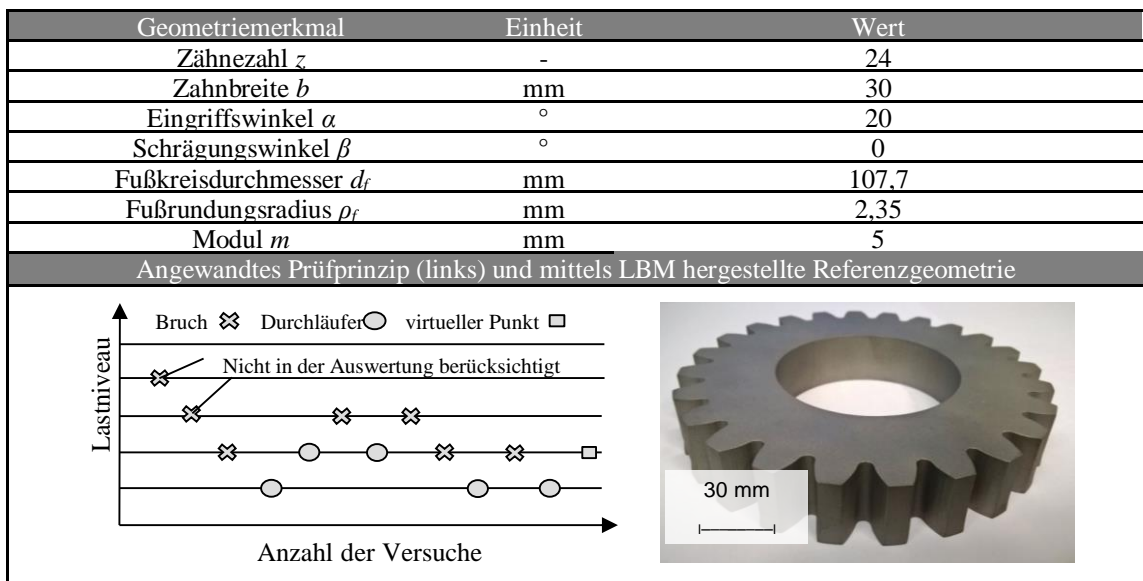 Geometriemerkmal Einheit Wert
Zähnezahl z - 24
Zahnbreite b mm 30
Eingriffswinkel α ° 20
Schrägungswinkel β ° 0
Fußkreisdurchmesser df mm 107,7
Fußrundungsradius ρf mm 2,35
Modul m mm 5
Angewandtes Prüfprinzip (links) und mittels LBM hergestellte Referenzgeometrie
Bruch Durchläufer virtueller Punkt
Nicht in der Auswertung berücksichtigt
Lastniveau
Anzahl der Versuche
30 mm